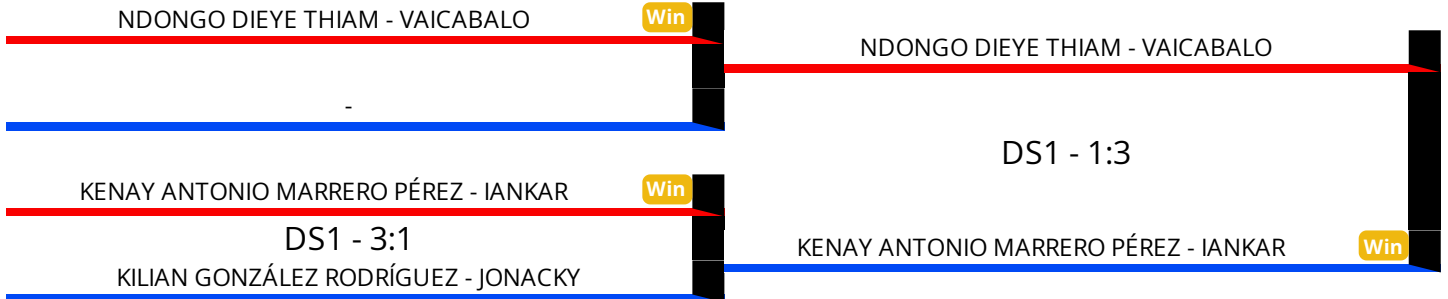 NDONGO DIEYE THIAM - VAICABALO
Win
-
KENAY ANTONIO MARRERO PÉREZ - IANKAR
Win
DS1 - 3:1
KILIAN GONZÁLEZ RODRÍGUEZ - JONACKY
NDONGO DIEYE THIAM - VAICABALO
DS1 - 1:3
KENAY ANTONIO MARRERO PÉREZ - IANKAR
Win